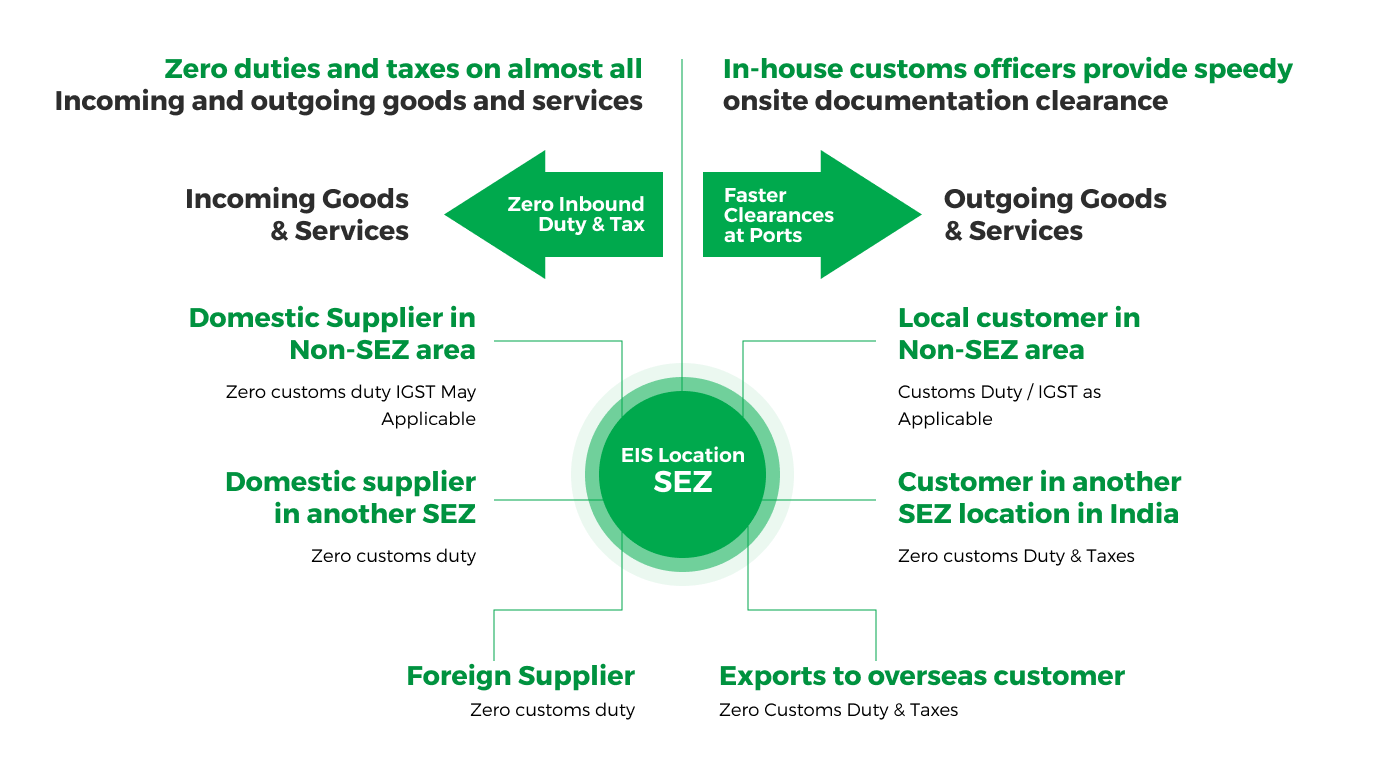 Zero duties and taxes on almost all
Incoming and outgoing goods and services
In-house customs officers provide speedy
onsite documentation clearance
Incoming Goods
& Services
Zero Inbound
Duty & Tax
Faster
Clearances
at Ports
Outgoing Goods
& Services
Domestic Supplier in
Non-SEZ area
Zero customs duty IGST May
Applicable
Local customer in
Non-SEZ area
Customs Duty / IGST as
Applicable
EIS Location
SEZ
Domestic supplier
in another SEZ
Zero customs duty
Customer in another
SEZ location in India
Zero customs Duty & Taxes
Foreign Supplier
Zero customs duty
Exports to overseas customer
Zero Customs Duty & Taxes